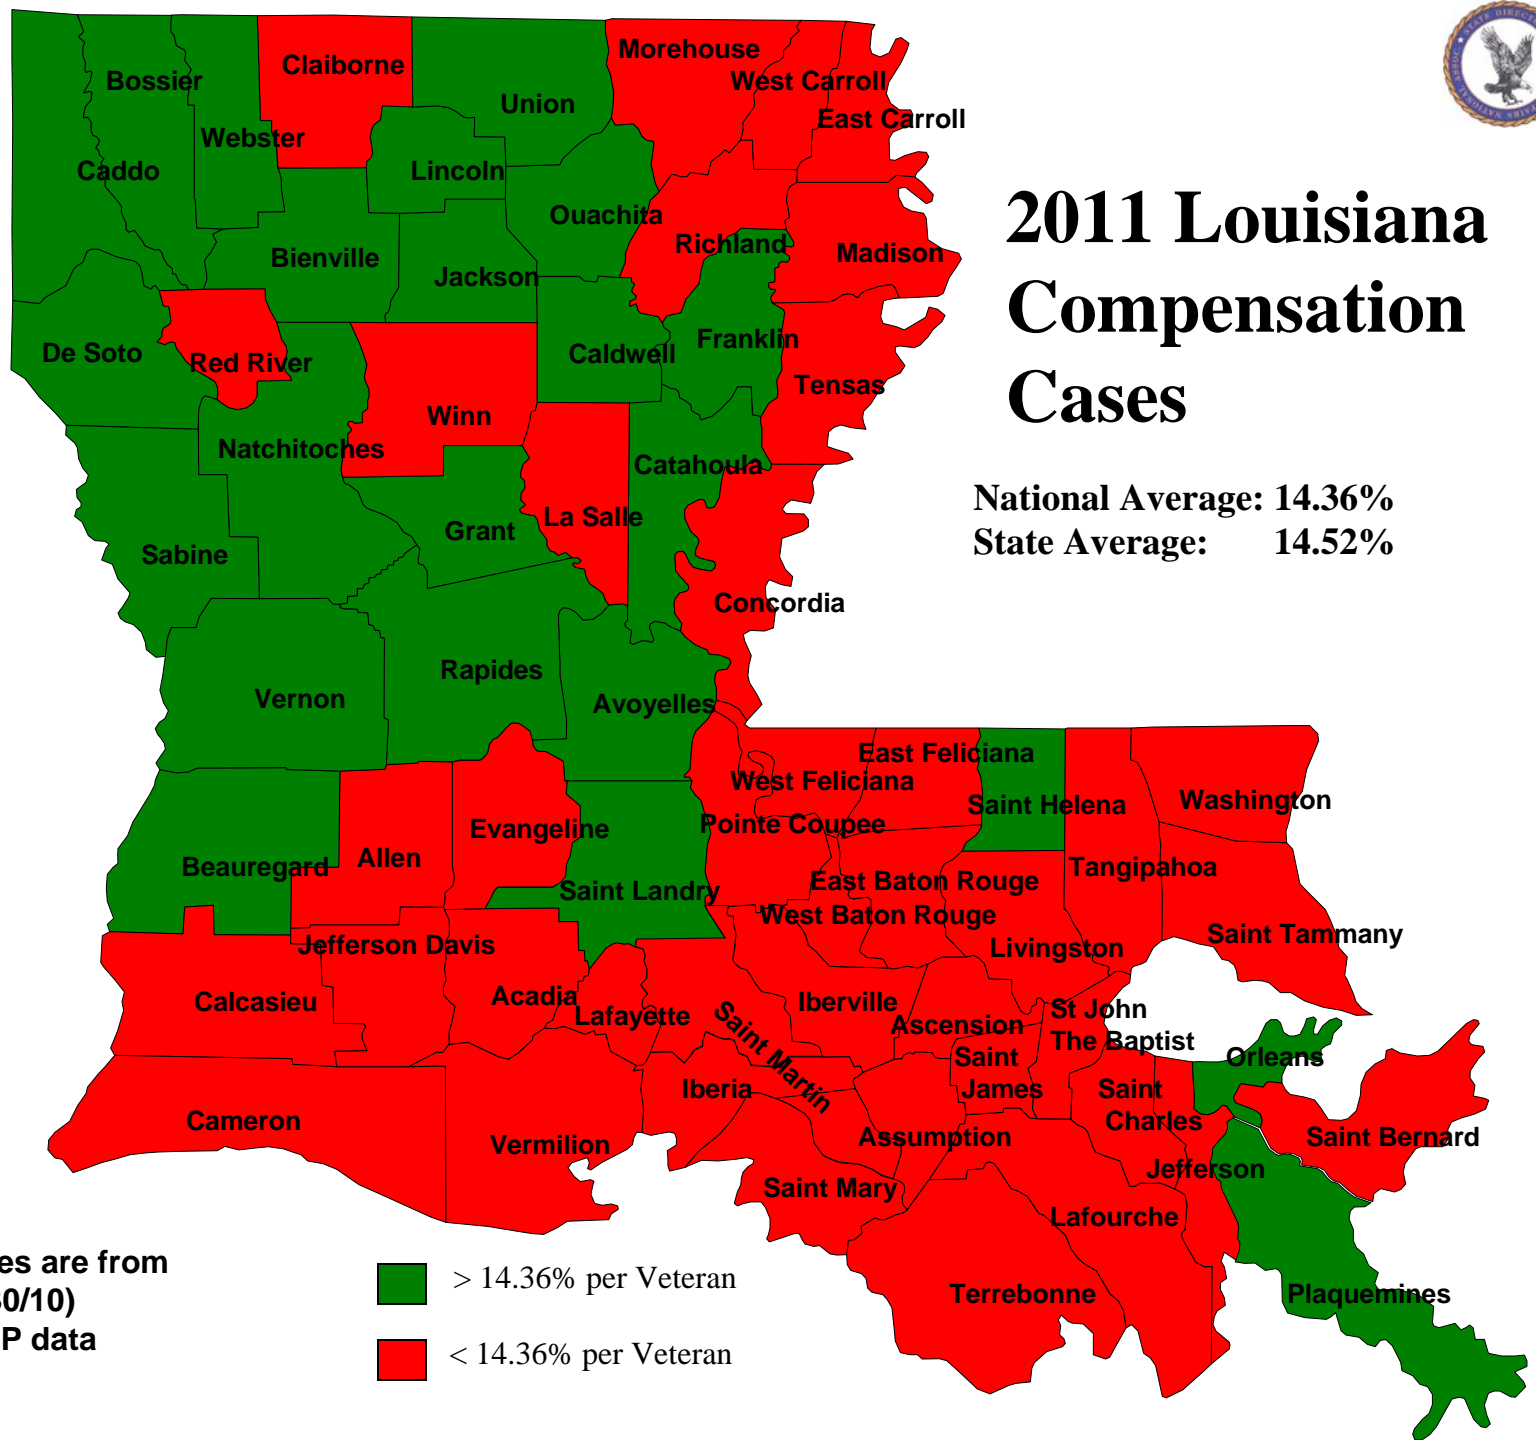 2011 Louisiana
Compensation
Cases
National Average: 14.36%
State Average: 14.52%
Bossier
Claiborne
Morehouse
West Carroll
Union
East Carroll
Webster
Caddo
Lincoln
Ouachita
Richland
Madison
Bienville
Jackson
De Soto
Red River
Caldwell
Franklin
Tensas
Winn
Natchitoches
Catahoula
La Salle
Grant
Sabine
Concordia
Rapides
Vernon
Avoyelles
East Feliciana
West Feliciana
Saint Helena
Washington
Pointe Coupee
Evangeline
Allen
Beauregard
Tangipahoa
East Baton Rouge
Saint Landry
West Baton Rouge
Saint Tammany
Jefferson Davis
Livingston
Calcasieu
Acadia
Lafayette
Iberville
Ascension
St John
The Baptist
Saint Martin
Saint
James
Orleans
Iberia
Saint
Charles
Cameron
Vermilion
Assumption
Saint Bernard
Jefferson
Saint Mary
Lafourche
Terrebonne
Plaquemines
es are from
0/10)
P data
> 14.36% per Veteran
< 14.36% per Veteran